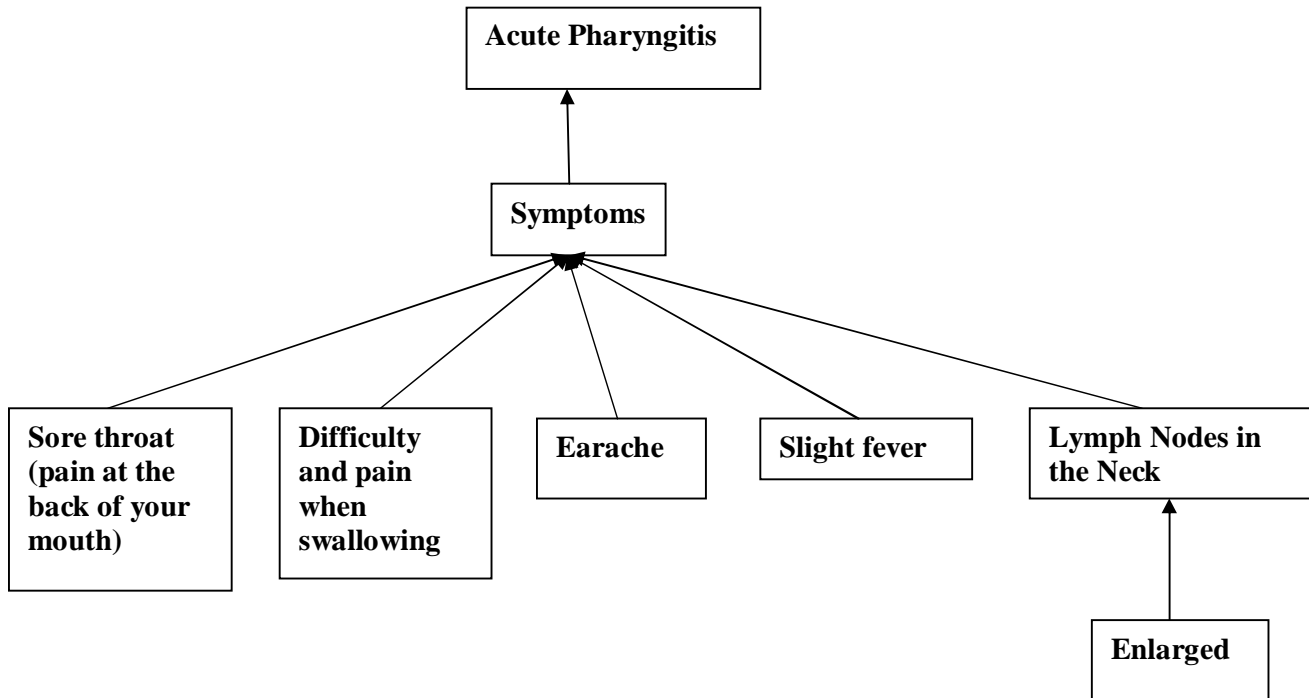 Acute Pharyngitis
Symptoms
Sore throat
(pain at the
back of your
mouth)
Difficulty
and pain
when
swallowing
Earache
Slight fever
Lymph Nodes in
the Neck
Enlarged